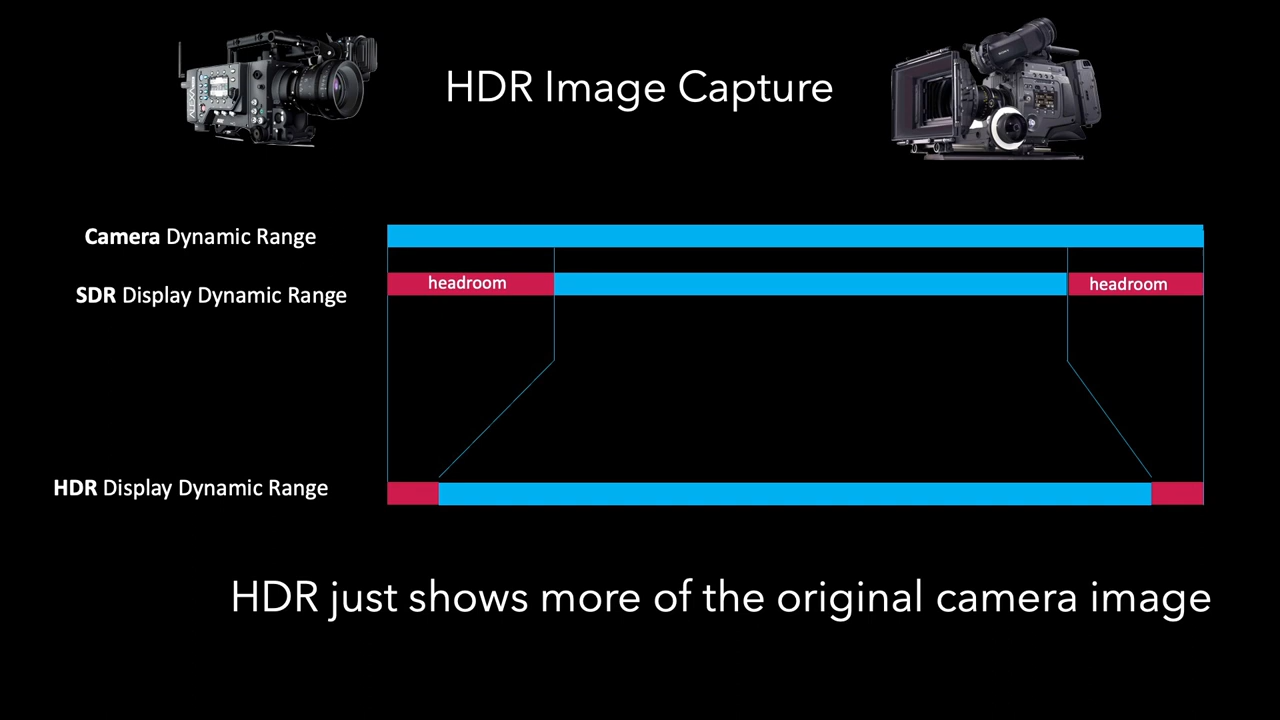 HDR Image Capture
Camera Dynamic Range
headroom
headroom
SDR Display Dynamic Range
HDR Display Dynamic Range
HDR just shows more of the original camera image